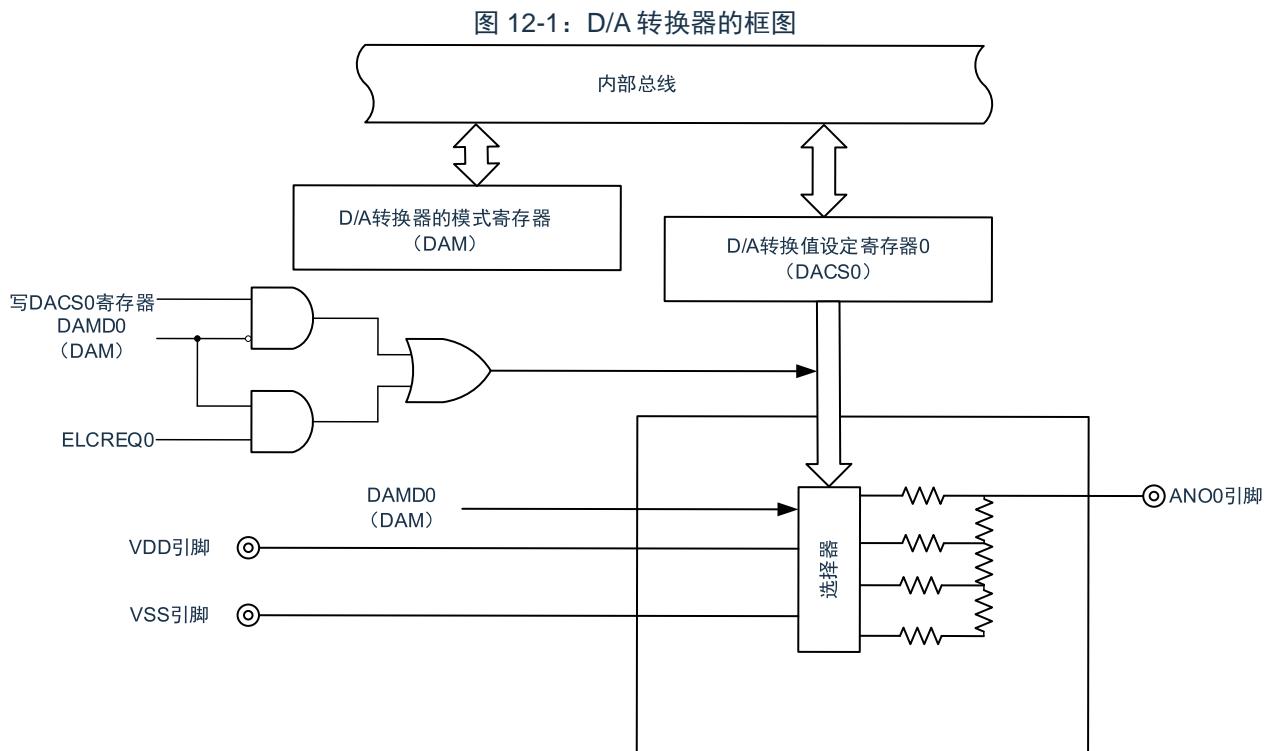 图 12-1：D/A 转换器的框图
内部总线
D/A转换器的模式寄存器
（DAM）
D/A转换值设定寄存器0
（DACS0）
写DACS0寄存器
DAMD0
（DAM）
ELCREQ0
DAMD0
（DAM）
VDD引脚
VSS引脚
选择器
ANO0引脚